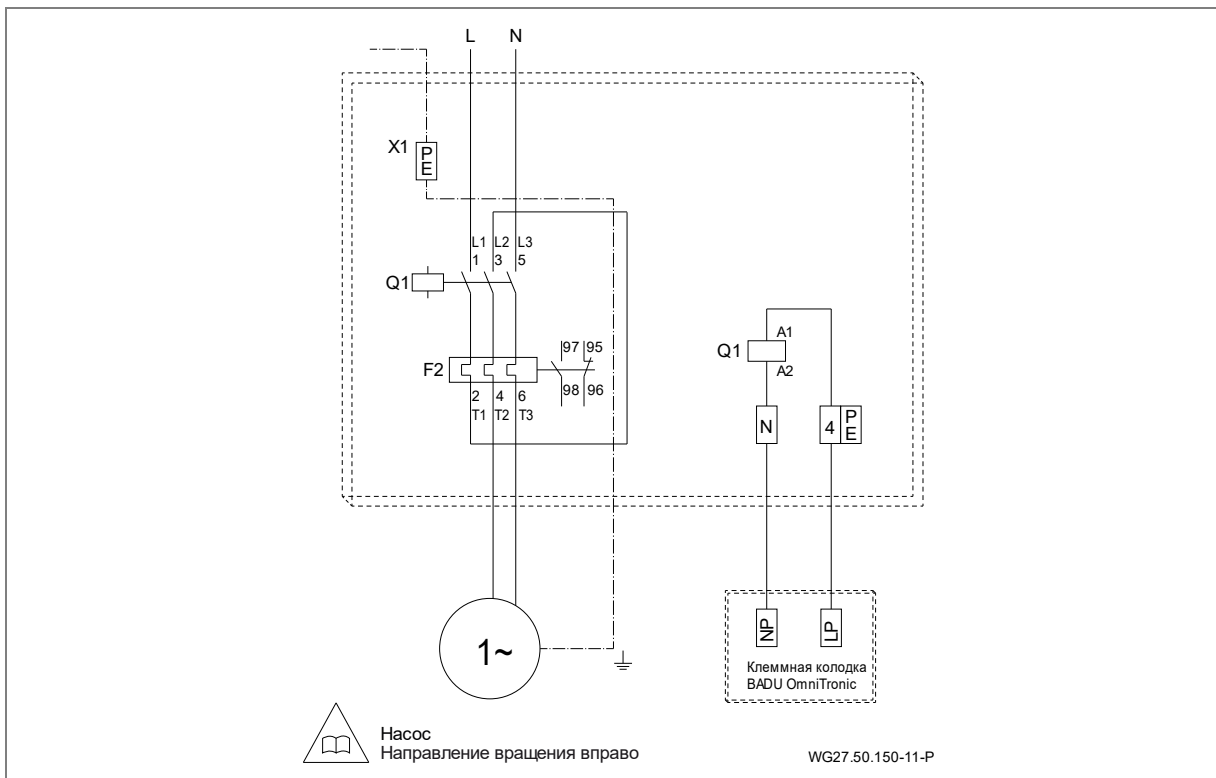 L N
X1
PE
L1 L2 L3
1 3 5
Q1
97 95
F2
98 96
2 4 6
T1 T2 T3
A1
Q1
A2
N 4 PE
1~
NP LP
Клеммная колодка
BADU OmniTronic
Насос
Направление вращения вправо
WG27.50.150-11-P